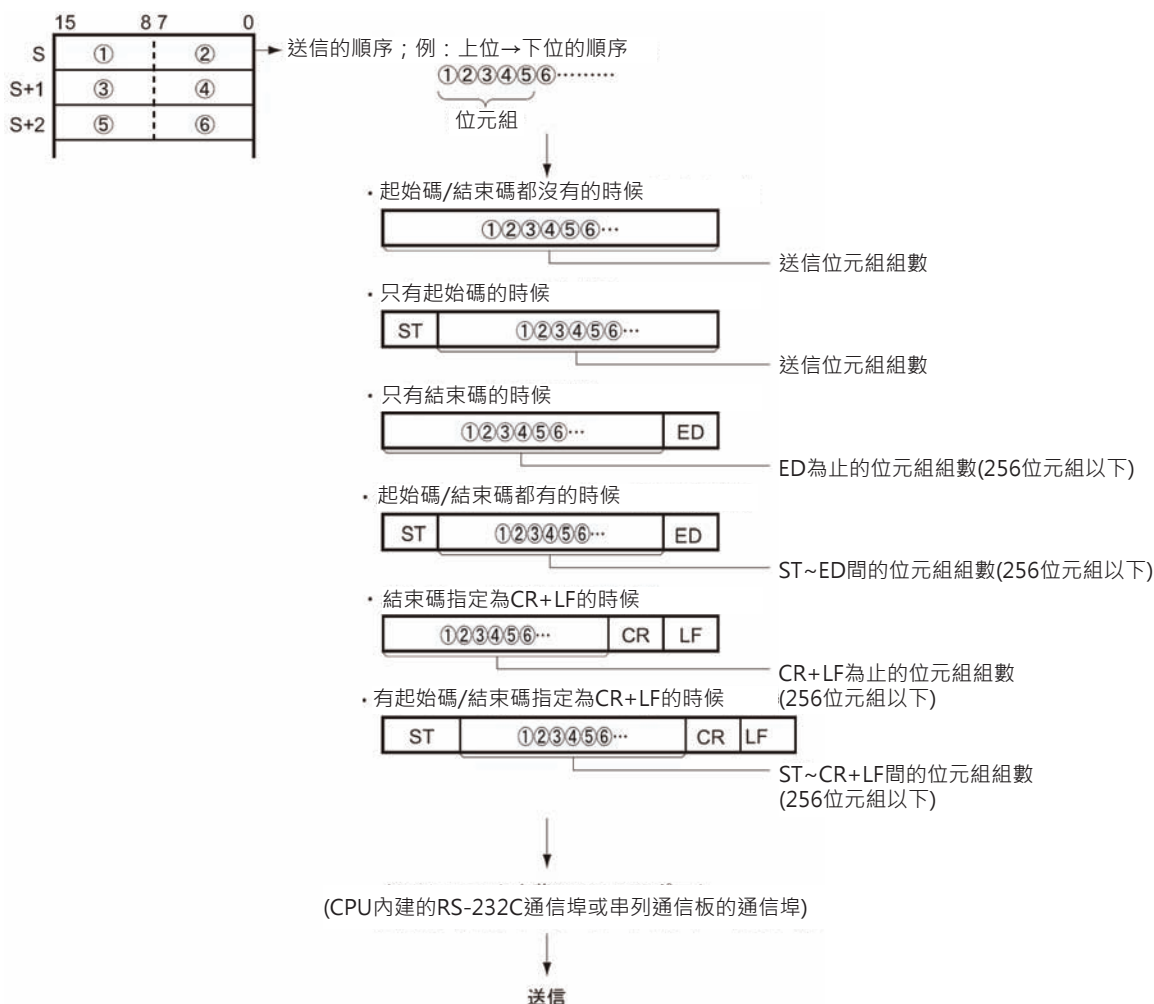 15 8 7 0
S ① ② 送信的順序；例：上位→下位的順序
S+1 ③ ④ ①②③④⑤⑥………
S+2 ⑤ ⑥ 位元組
・起始碼/結束碼都沒有的時候
①②③④⑤⑥…
送信位元組組數
・只有起始碼的時候
ST ①②③④⑤⑥…
送信位元組組數
・只有結束碼的時候
①②③④⑤⑥… ED
ED為止的位元組組數(256位元組以下)
・起始碼/結束碼都有的時候
ST ①②③④⑤⑥… ED
ST~ED間的位元組組數(256位元組以下)
・結束碼指定為CR+LF的時候
①②③④⑤⑥… CR LF
CR+LF為止的位元組組數
(256位元組以下)
・有起始碼/結束碼指定為CR+LF的時候
ST ①②③④⑤⑥… CR LF
ST~CR+LF間的位元組組數
(256位元組以下)
(CPU內建的RS-232C通信埠或串列通信板的通信埠)
送信